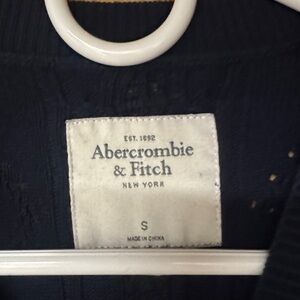 EST. 1892
Abercrombie
& Fitch
NEW YORK
S
MADE IN CHINA